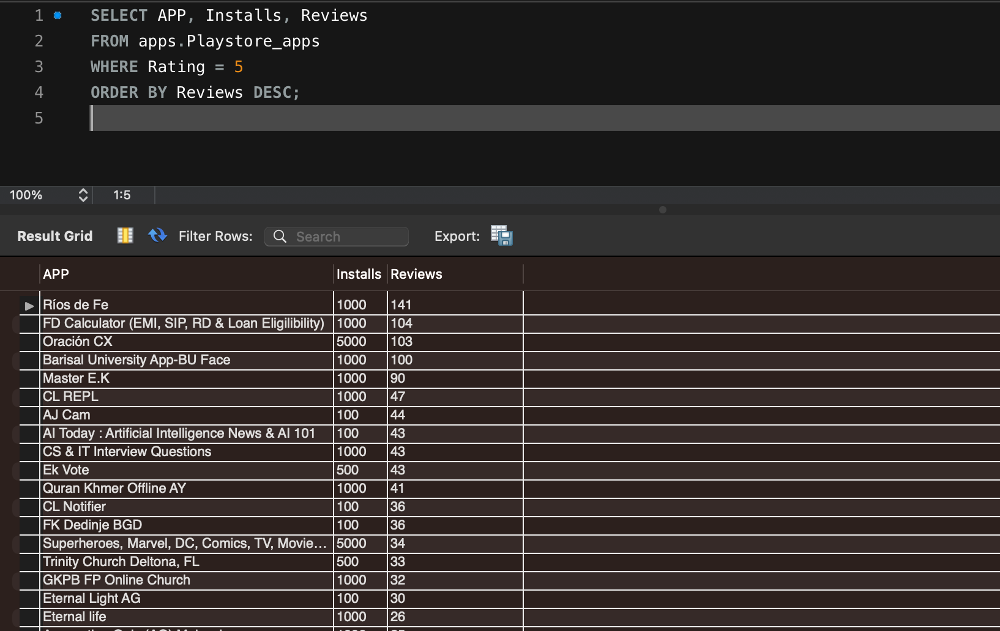 1 SELECT APP, Installs, Reviews
2 FROM apps.Playstore_apps
3 WHERE Rating = 5
4 ORDER BY Reviews DESC;
5
100% 1:5
Result Grid Filter Rows: Search Export:
APP Installs Reviews
Ríos de Fe 1000 141
FD Calculator (EMI, SIP, RD & Loan Eligilibility) 1000 104
Oración CX 5000 103
Barisal University App-BU Face 1000 100
Master E.K 1000 90
CL REPL 1000 47
AJ Cam 100 44
AI Today : Artificial Intelligence News & AI 101 100 43
CS & IT Interview Questions 1000 43
Ek Vote 500 43
Quran Khmer Offline AY 1000 41
CL Notifier 100 36
FK Dedinje BGD 100 36
Superheroes, Marvel, DC, Comics, TV, Movie... 5000 34
Trinity Church Deltona, FL 500 33
GKPB FP Online Church 1000 32
Eternal Light AG 100 30
Eternal life 1000 26